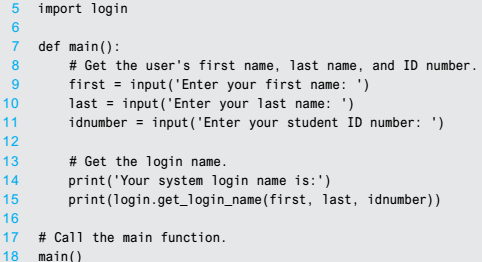 5 import login
6
7 def main():
8     # Get the user's first name, last name, and ID number.
9     first = input('Enter your first name: ')
10     last = input('Enter your last name: ')
11     idnumber = input('Enter your student ID number: ')
12
13     # Get the login name.
14     print('Your system login name is:')
15     print(login.get_login_name(first, last, idnumber))
16
17 # Call the main function.
18 main()